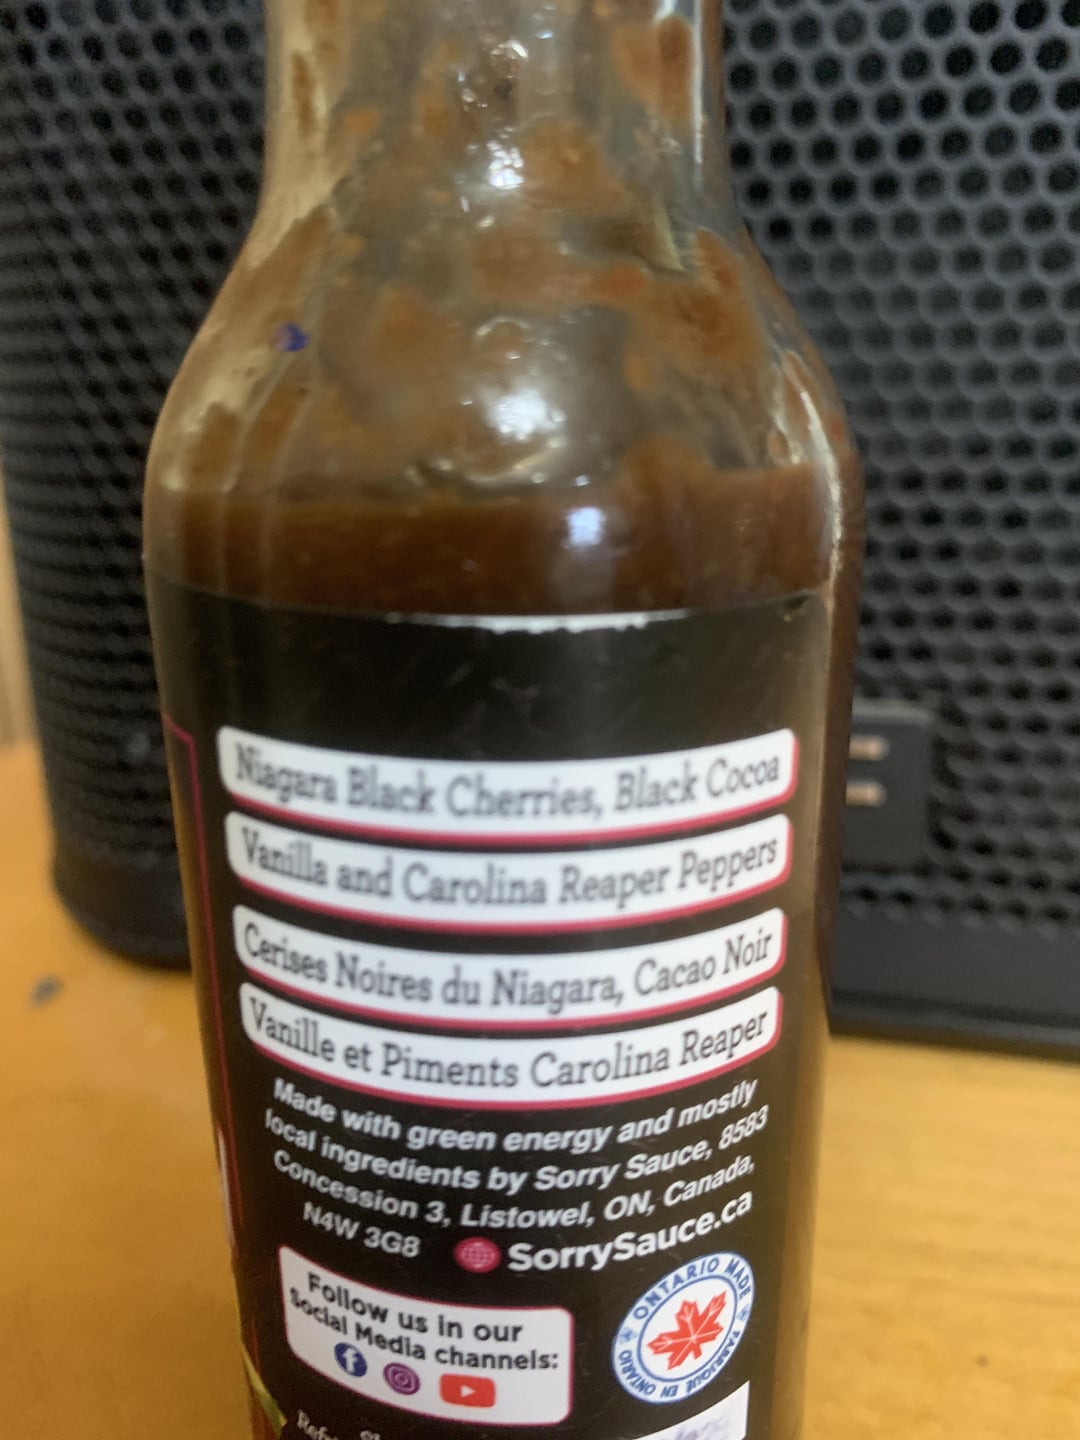 Niagara Black Cherries, Black Cocoa
Vanilla and Carolina Reaper Peppers
Cerises Noires du Niagara, Cacao Noir
Vanille et Piments Carolina Reaper
Made with green energy and mostly
local ingredients by Sorry Sauce, 8583
Concession 3, Listowel, ON, Canada,
N4W 3G8
SorrySauce.ca
Follow us in our
Social Media channels:
ONTARIO MADE
FABRIQUÉ EN ONTARIO